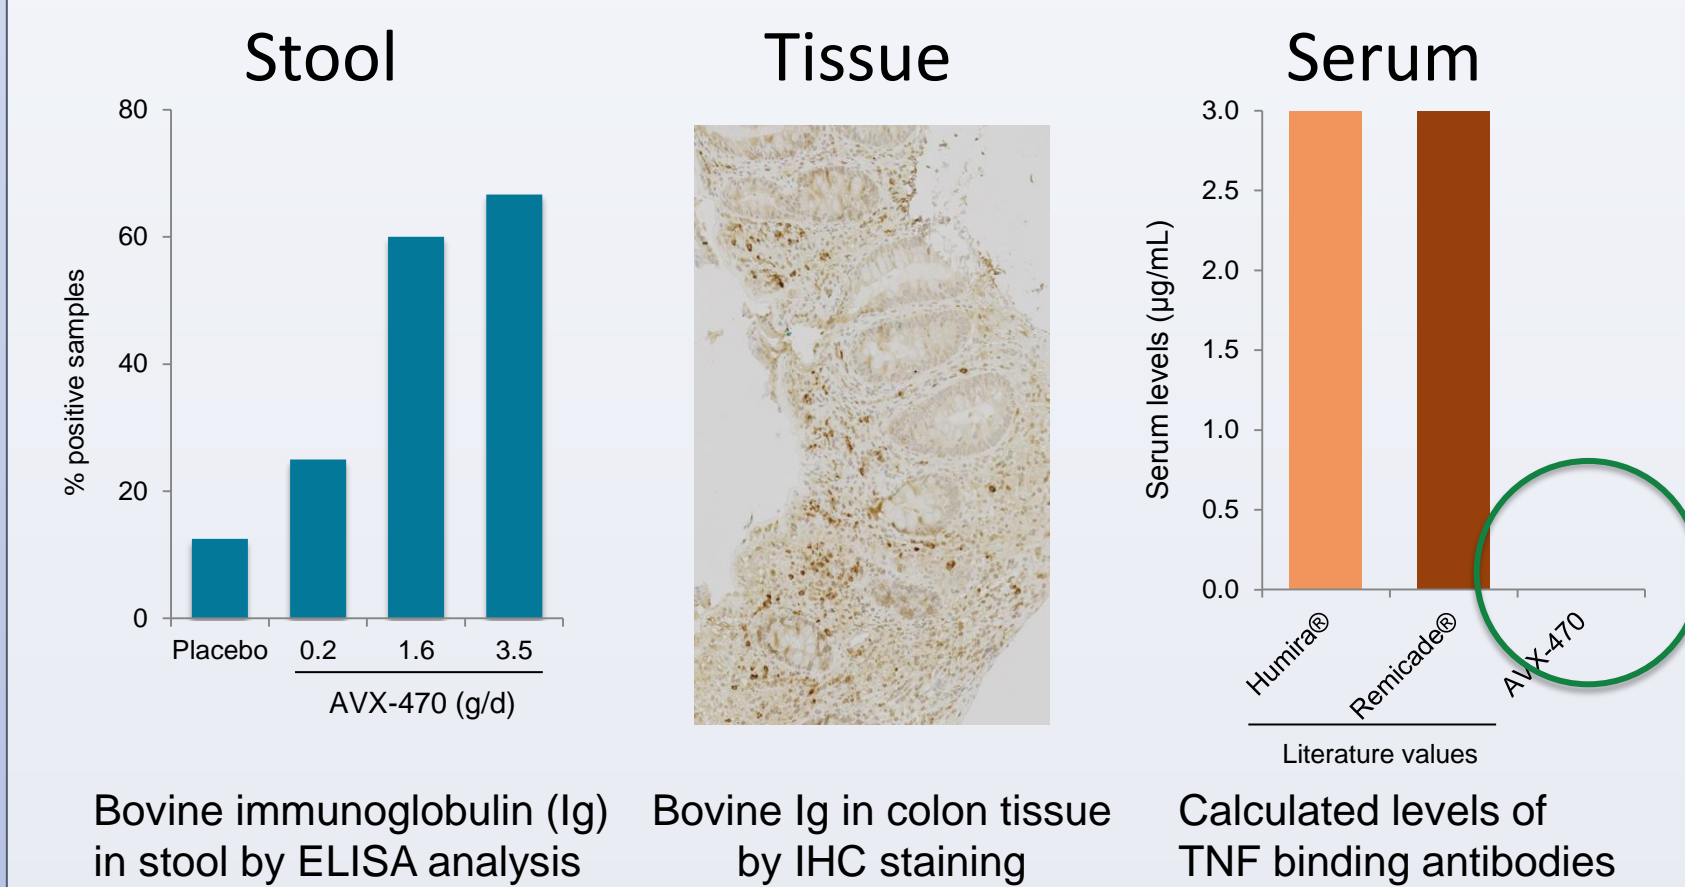 Stool
80
60
40
20
0
% positive samples
Placebo 0.2 1.6 3.5
AVX-470 (g/d)
Bovine immunoglobulin (Ig)
in stool by ELISA analysis
Tissue
Bovine Ig in colon tissue
by IHC staining
Serum
3.0
2.5
2.0
1.5
1.0
0.5
0.0
Serum levels (µg/mL)
Humira®
Remicade®
AVX-470
Literature values
Calculated levels of
TNF binding antibodies